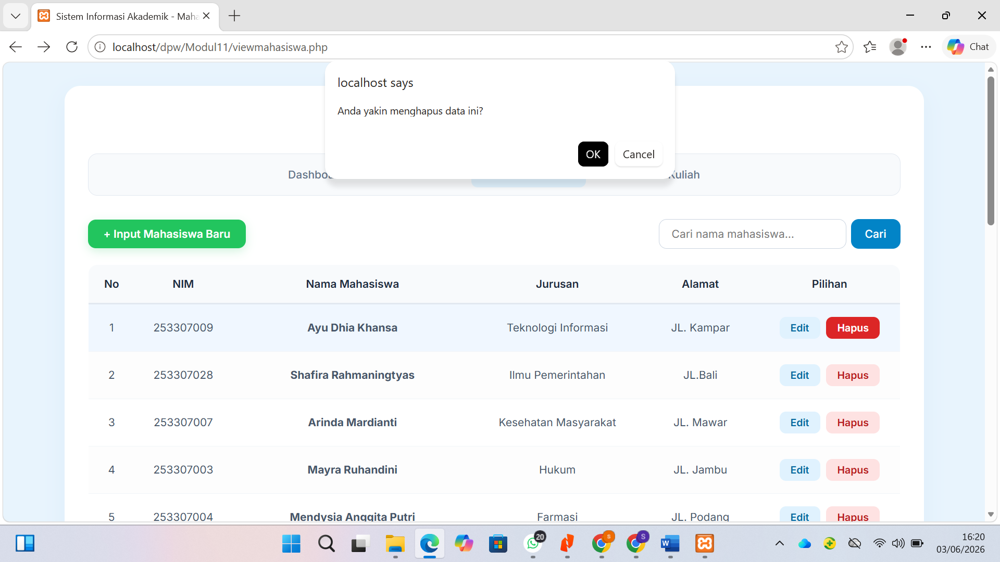 Sistem Informasi Akademik - Maha
localhost/dpw/Modul11/viewmahasiswa.php
Chat
localhost says
Anda yakin menghapus data ini?
OK
Cancel
Dashbo
Kuliah
+ Input Mahasiswa Baru
Cari nama mahasiswa...
Cari
No NIM Nama Mahasiswa Jurusan Alamat Pilihan
1 253307009 Ayu Dhia Khansa Teknologi Informasi JL. Kampar Edit Hapus
2 253307028 Shafira Rahmaningtyas Ilmu Pemerintahan JL.Bali Edit Hapus
3 253307007 Arinda Mardianti Kesehatan Masyarakat JL. Mawar Edit Hapus
4 253307003 Mayra Ruhandini Hukum JL. Jambu Edit Hapus
5 253307004 Mendysia Anggita Putri Farmasi JL. Podang Edit Hapus
20
S
S
W
16:20
03/06/2026